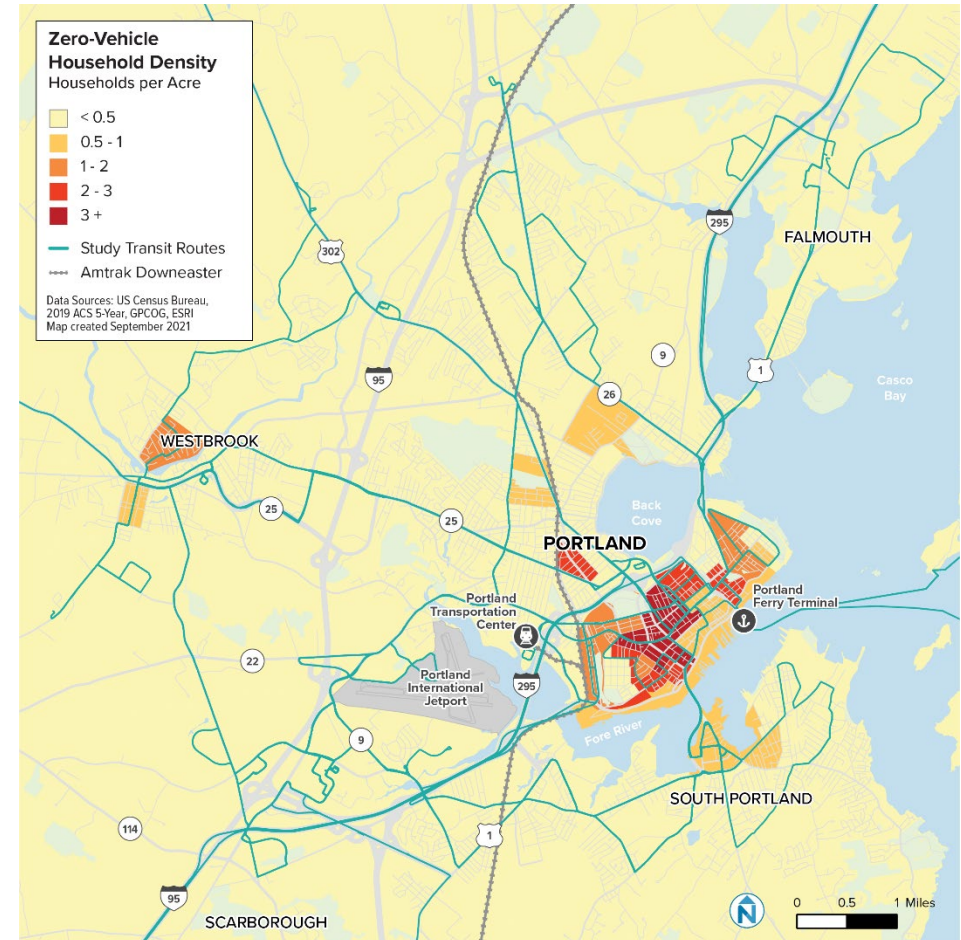 Zero-Vehicle
Household Density
Households per Acre
< 0.5
0.5 - 1
1 - 2
2 - 3
3 +
Study Transit Routes
Amtrak Downeaster
Data Sources: US Census Bureau,
2019 ACS 5-Year, GPCOG, ESRI
Map created September 2021
302
295
FALMOUTH
9
1
95
26
Casco
Bay
WESTBROOK
25
25
Back
Cove
PORTLAND
Portland
Transportation
Center
Portland
Ferry Terminal
22
Portland
International
Jetport
295
Fore River
9
SOUTH PORTLAND
114
1
95
SCARBOROUGH
N
0 0.5 1 Miles